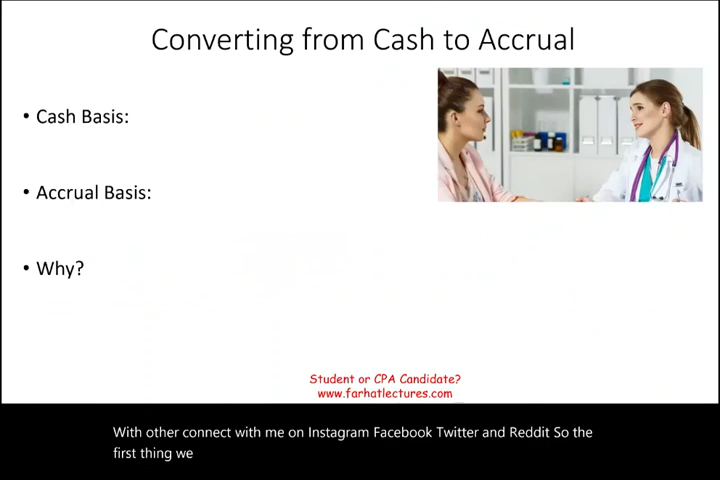 Converting from Cash to Accrual
• Cash Basis:
• Accrual Basis:
• Why?
Student or CPA Candidate?
www.farhatlectures.com
With other connect with me on Instagram Facebook Twitter and Reddit So the
first thing we